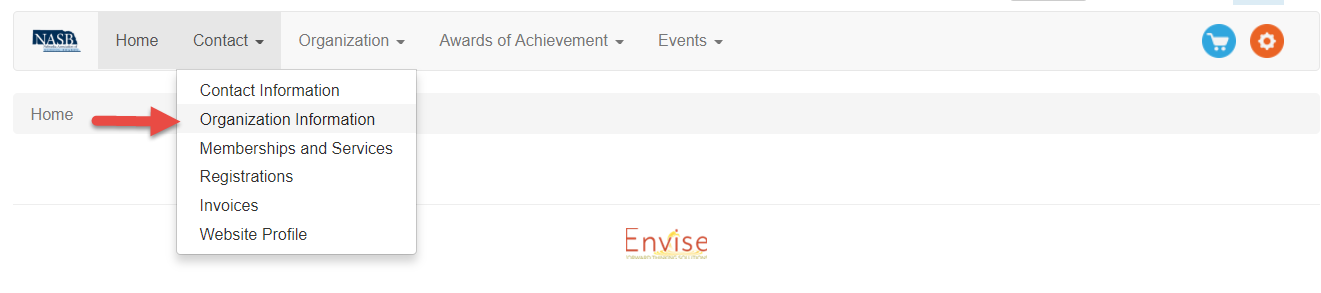 NASB
Home
Contact
Organization
Awards of Achievement
Events
Home
Contact Information
Organization Information
Memberships and Services
Registrations
Invoices
Website Profile
Envise